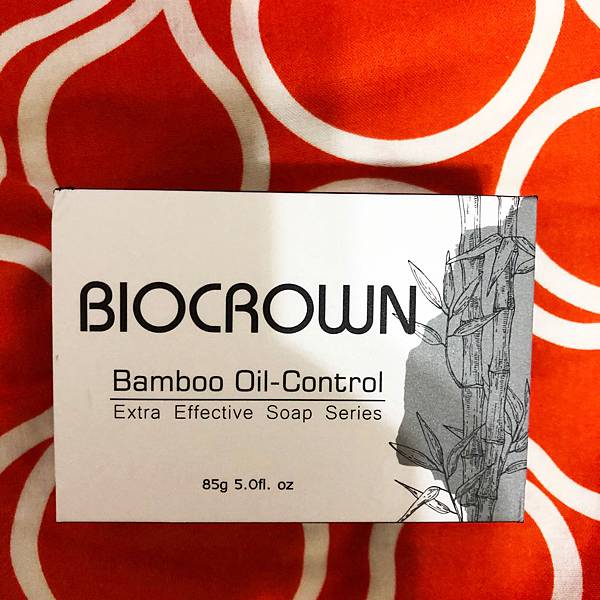 BIOCROWN
Bamboo Oil-Control
Extra Effective Soap Series
85g 5.0fl. oz